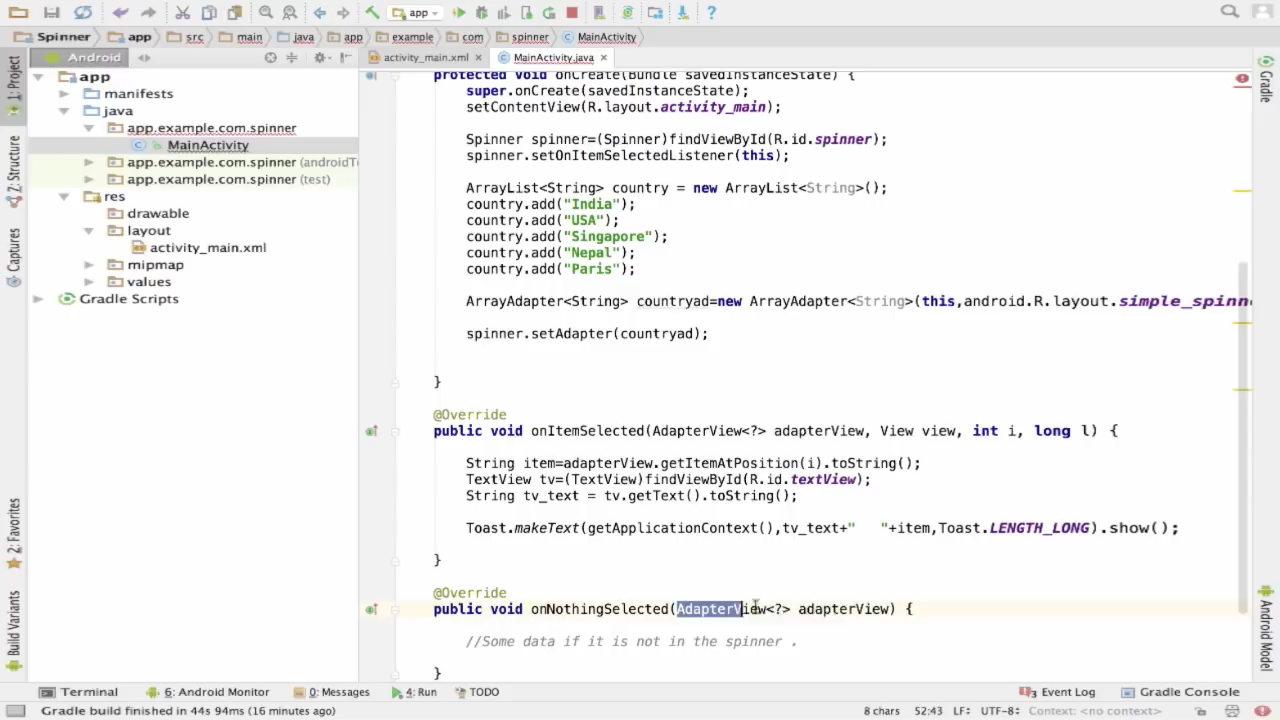 app
?
Spinner app src main java app example com spinner MainActivity
Android activity_main.xml MainActivity.java
1: Project
Z: Structure
Captures
2: Favorites
Build Variants
app
manifests
java
app.example.com.spinner
MainActivity
app.example.com.spinner (androidT
app.example.com.spinner (test)
res
drawable
layout
activity_main.xml
mipmap
values
Gradle Scripts
protected void onCreate(Bundle savedInstanceState) {
super.onCreate(savedInstanceState);
setContentView(R.layout.activity_main);
Spinner spinner=(Spinner)findViewById(R.id.spinner);
spinner.setOnItemSelectedListener(this);
ArrayList<String> country = new ArrayList<String>();
country.add("India");
country.add("USA");
country.add("Singapore");
country.add("Nepal");
country.add("Paris");
ArrayAdapter<String> countryad=new ArrayAdapter<String>(this,android.R.layout.simple_spinn
spinner.setAdapter(countryad);
}
@Override
public void onItemSelected(AdapterView<?> adapterView, View view, int i, long l) {
String item=adapterView.getItemAtPosition(i).toString();
TextView tv=(TextView)findViewById(R.id.textView);
String tv_text = tv.getText().toString();
Toast.makeText(getApplicationContext(),tv_text+"   "+item,Toast.LENGTH_LONG).show();
}
@Override
public void onNothingSelected(AdapterView<?> adapterView) {
//Some data if it is not in the spinner .
}
Gradle
Android Model
Terminal 6: Android Monitor 0: Messages 4: Run TODO 3 Event Log Gradle Console
Gradle build finished in 44s 94ms (16 minutes ago) 8 chars 52:43 LF÷ UTF-8÷ Context: <no context>